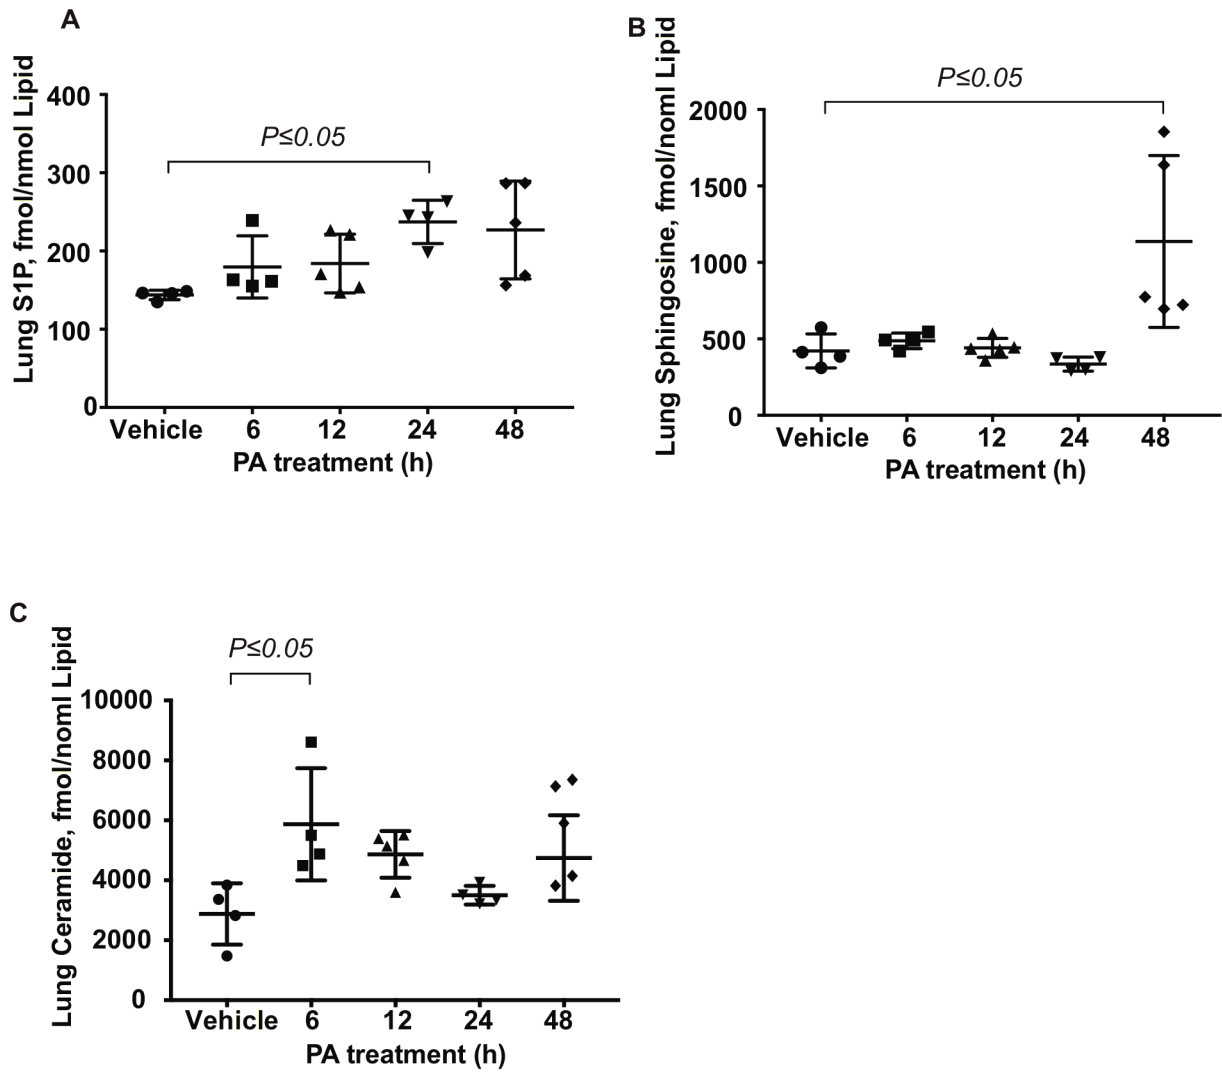 A
Lung S1P, fmol/nmol Lipid
400
300
200
100
0
P≤0.05
Vehicle 6 12 24 48
PA treatment (h)
B
Lung Sphingosine, fmol/noml Lipid
2000
1500
1000
500
0
P≤0.05
Vehicle 6 12 24 48
PA treatment (h)
C
Lung Ceramide, fmol/noml Lipid
10000
8000
6000
4000
2000
0
P≤0.05
Vehicle 6 12 24 48
PA treatment (h)